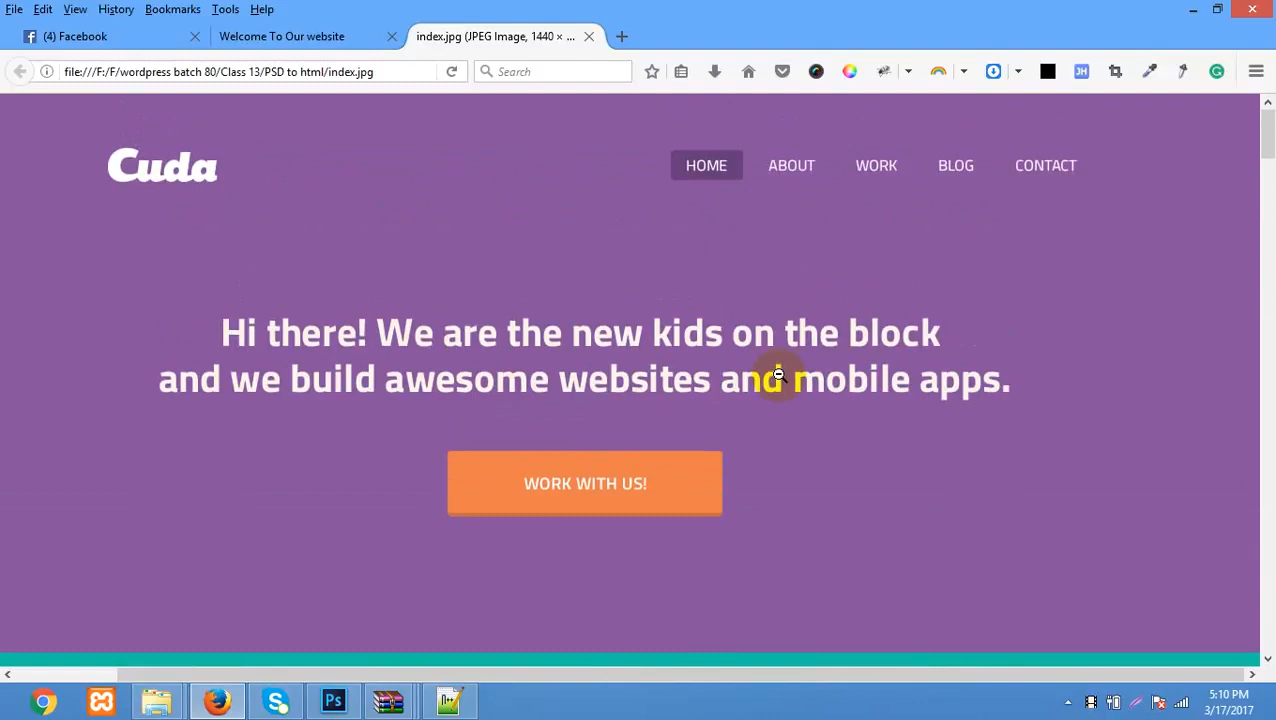 File Edit View History Bookmarks Tools Help
(4) Facebook
Welcome To Our website
index.jpg (JPEG Image, 1440 × ...
file:///F:/F/wordpress batch 80/Class 13/PSD to html/index.jpg
Search
JH
Cuda
HOME ABOUT WORK BLOG CONTACT
Hi there! We are the new kids on the block
and we build awesome websites and mobile apps.
WORK WITH US!
Ps
N++
5:10 PM
3/17/2017